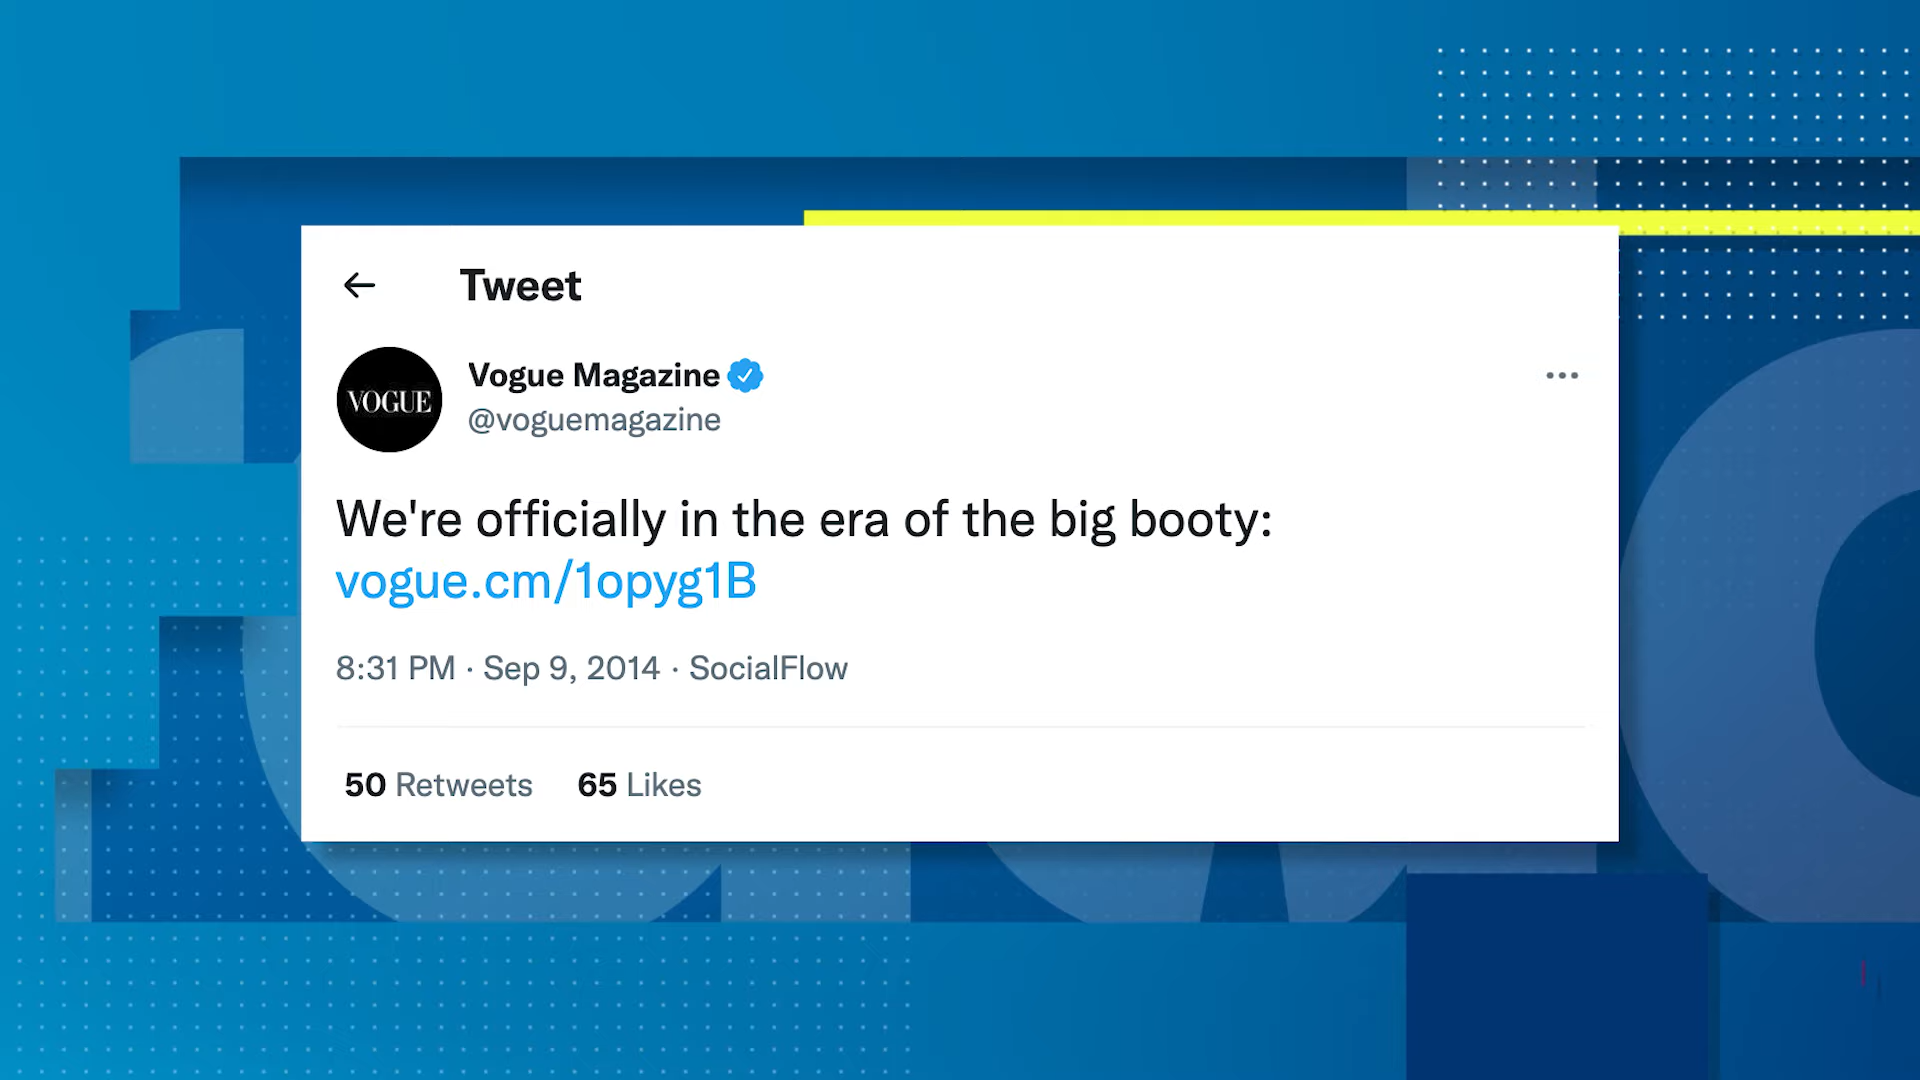 Tweet
VOGUE
Vogue Magazine
@voguemagazine
We're officially in the era of the big booty:
vogue.cm/1opyg1B
8:31 PM · Sep 9, 2014 · SocialFlow
50 Retweets 65 Likes